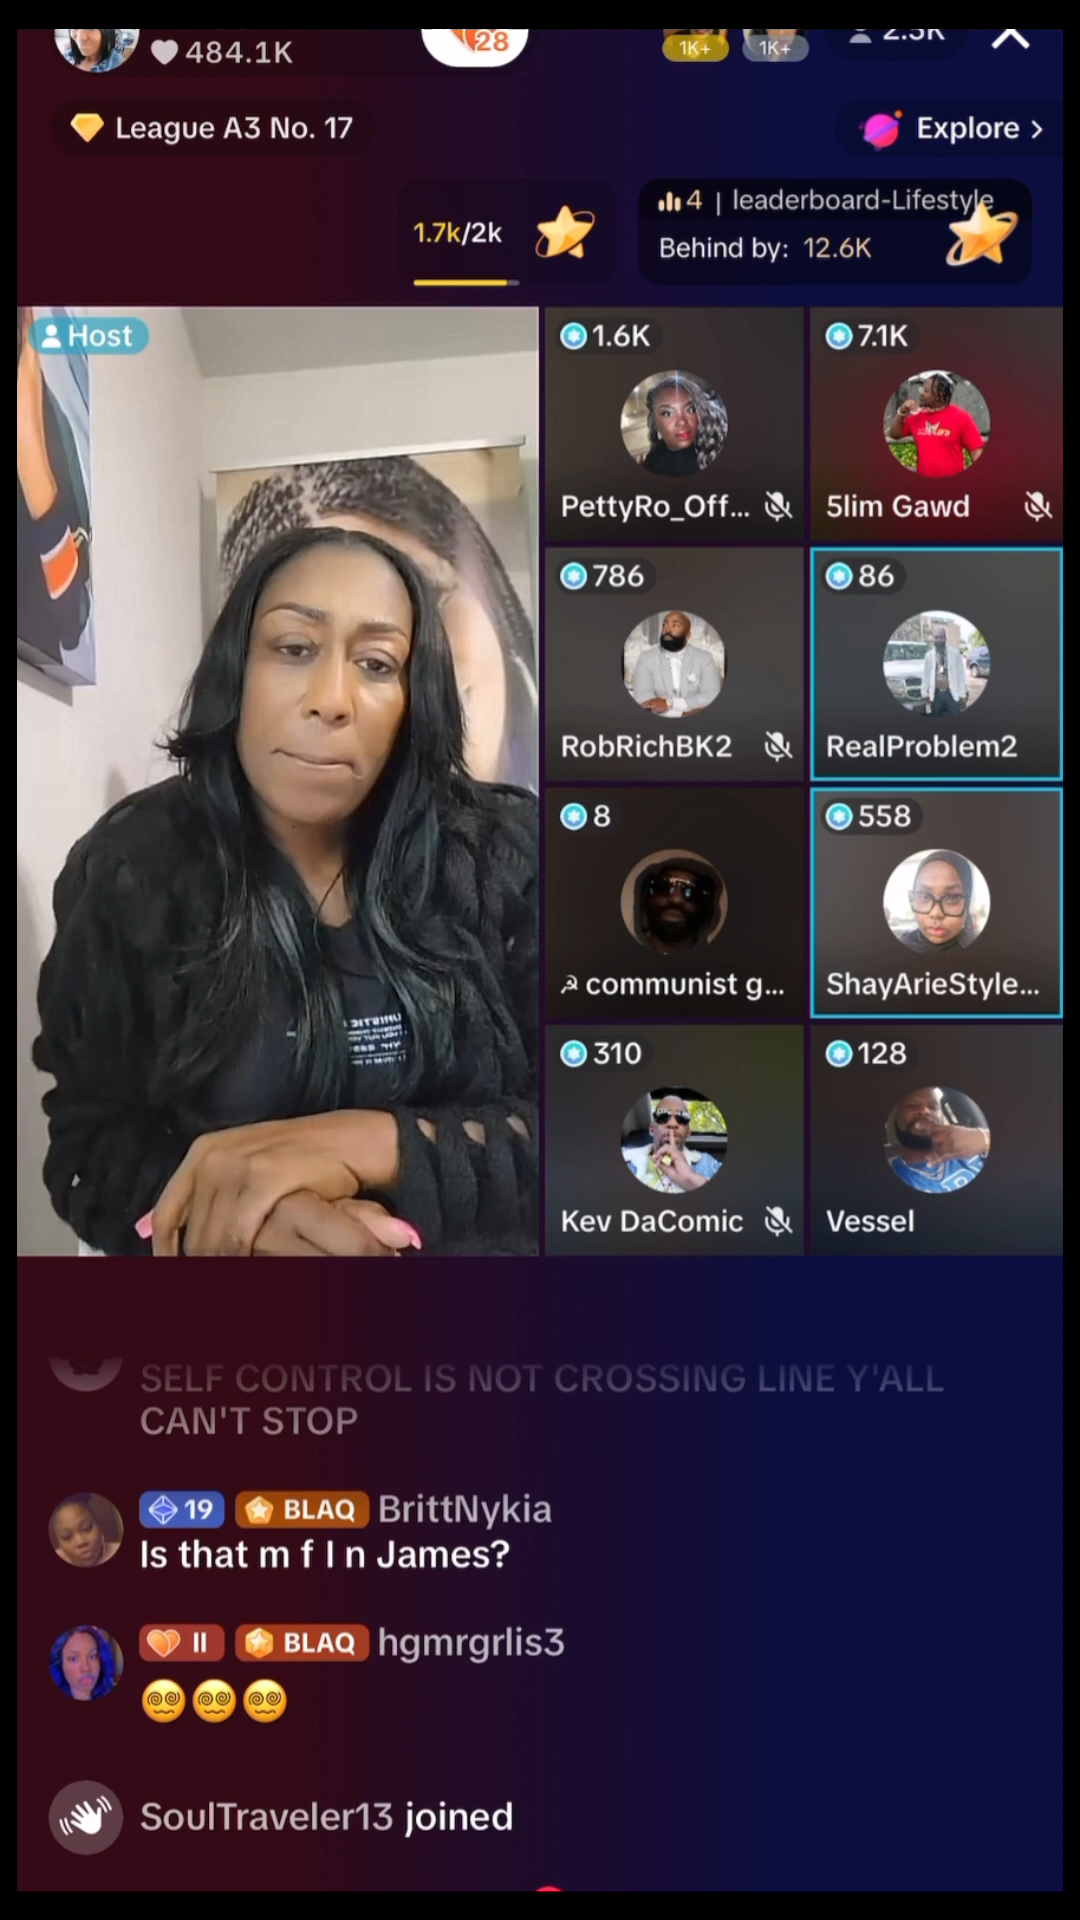 484.1K
28
1K+
1K+
2.5K
League A3 No. 17
Explore >
1.7k/2k
4 | leaderboard-Lifestyle
Behind by: 12.6K
Host
1.6K
PettyRo_Off...
7.1K
5lim Gawd
786
RobRichBK2
86
RealProblem2
8
☭ communist g...
558
ShayArieStyle...
310
Kev DaComic
128
Vessel
SELF CONTROL IS NOT CROSSING LINE Y'ALL
CAN'T STOP
19 BLAQ BrittNykia
Is that m f I n James?
II BLAQ hgmrgrlis3
😵‍💫😵‍💫😵‍💫
SoulTraveler13 joined